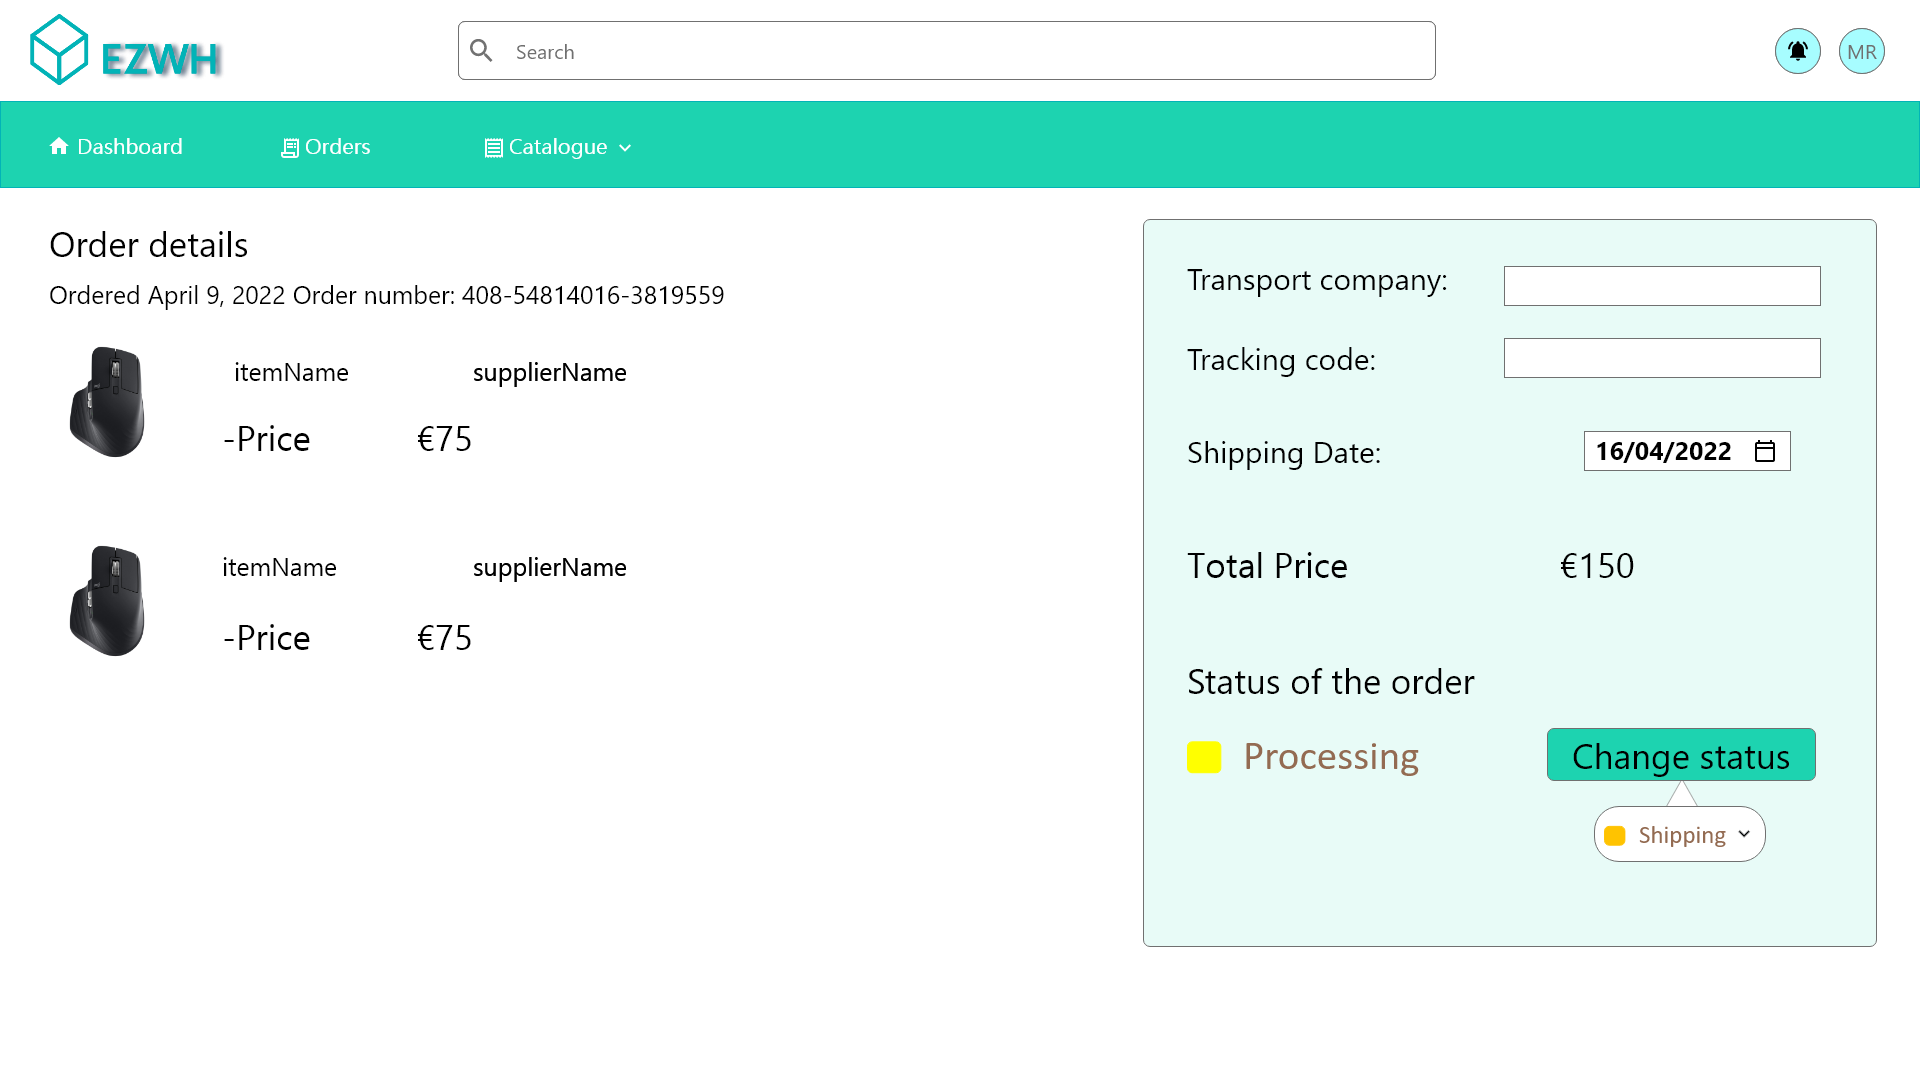 EZWH
Search
MR
Dashboard
Orders
Catalogue
Order details
Ordered April 9, 2022 Order number: 408-54814016-3819559
itemName supplierName
-Price €75
itemName supplierName
-Price €75
Transport company:
Tracking code:
Shipping Date: 16/04/2022
Total Price €150
Status of the order
Processing Change status
Shipping